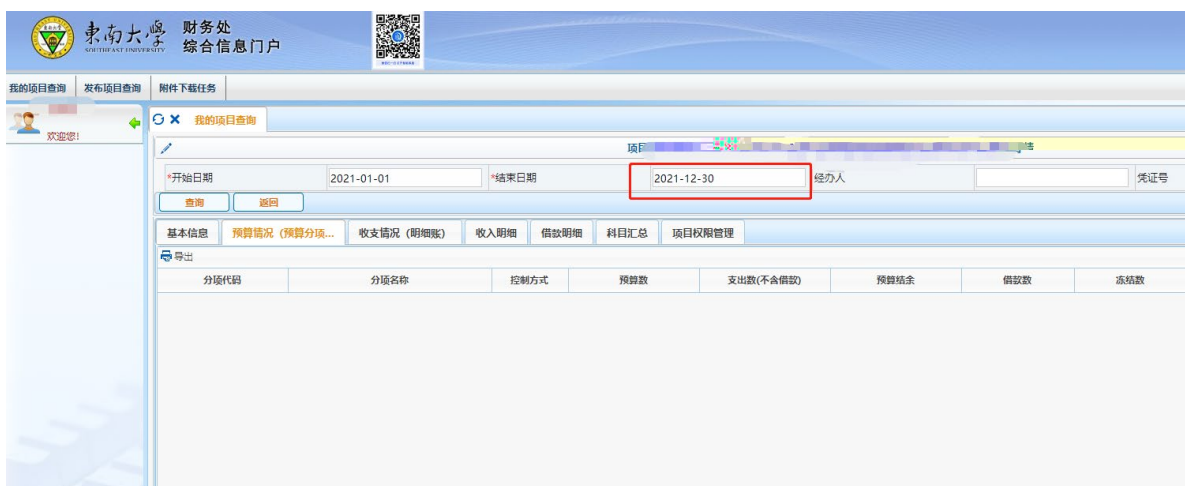 東南大學 财务处
SOUTHEAST UNIVERSITY 综合信息门户
我的项目查询 发布项目查询 附件下载任务
欢迎您!
我的项目查询
项目
*开始日期 2021-01-01 *结束日期 2021-12-30 经办人 凭证号
查询 返回
基本信息 预算情况（预算分项... 收支情况（明细账） 收入明细 借款明细 科目汇总 项目权限管理
导出
分项代码 分项名称 控制方式 预算数 支出数(不含借款) 预算结余 借款数 冻结数